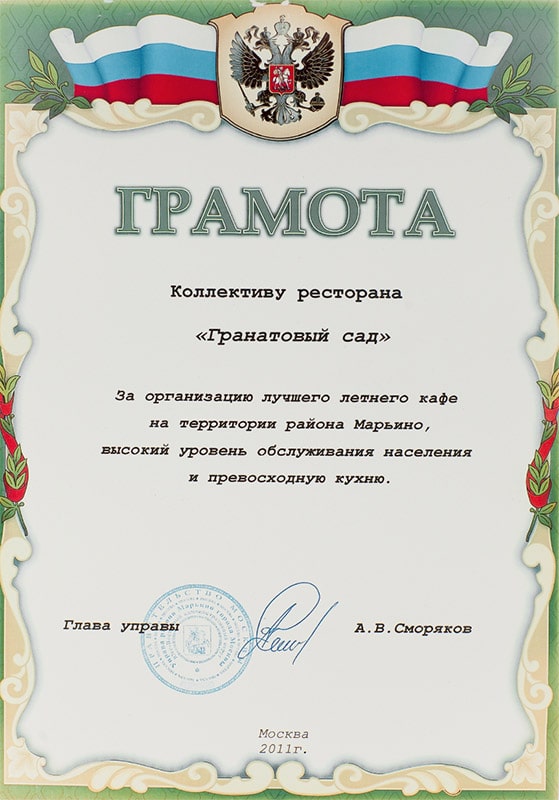 ГРАМОТА
Коллективу ресторана
«Гранатовый сад»
За организацию лучшего летнего кафе
на территории района Марьино,
высокий уровень обслуживания населения
и превосходную кухню.
Глава управы
А.В.Сморяков
Москва
2011г.